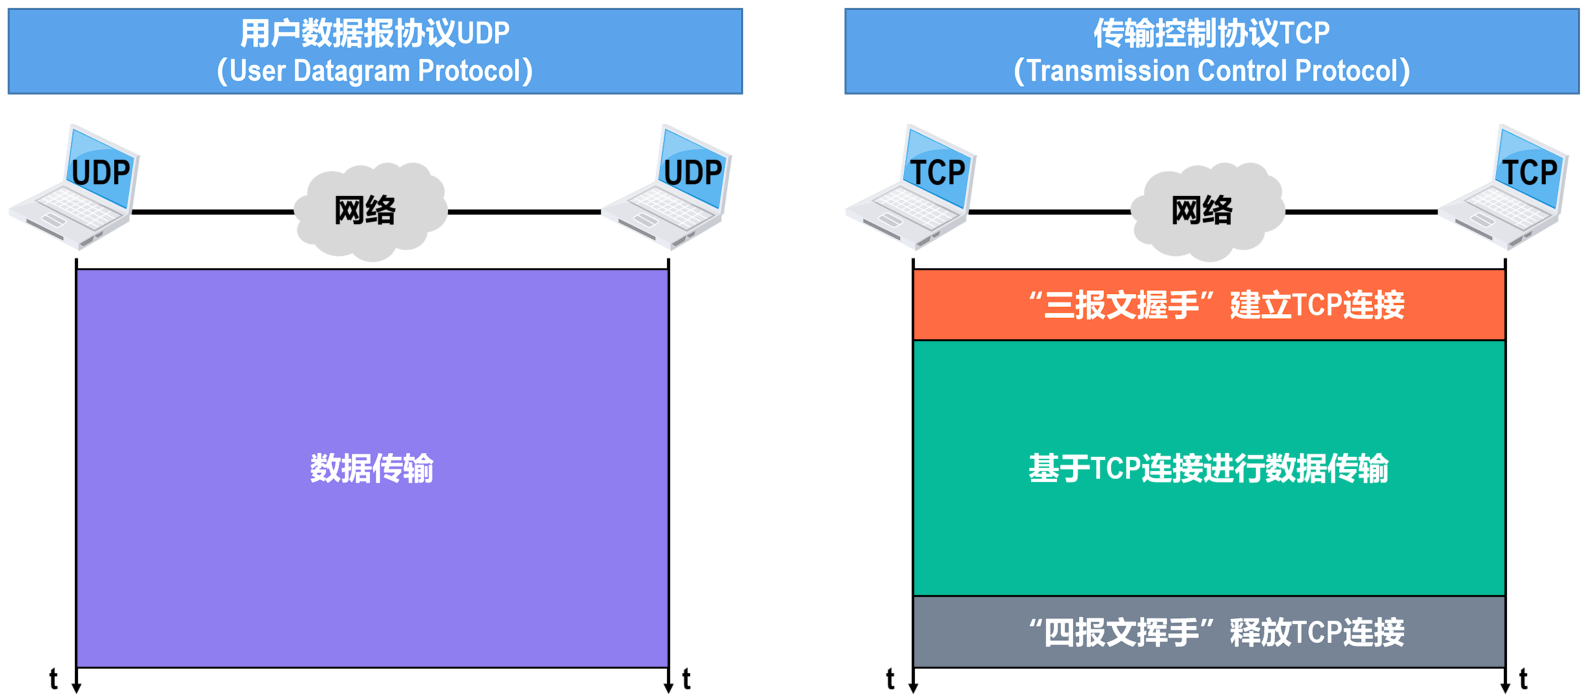 用户数据报协议UDP
（User Datagram Protocol）
UDP
网络
UDP
数据传输
t
t
传输控制协议TCP
（Transmission Control Protocol）
TCP
网络
TCP
“三报文握手”建立TCP连接
基于TCP连接进行数据传输
“四报文挥手”释放TCP连接
t
t